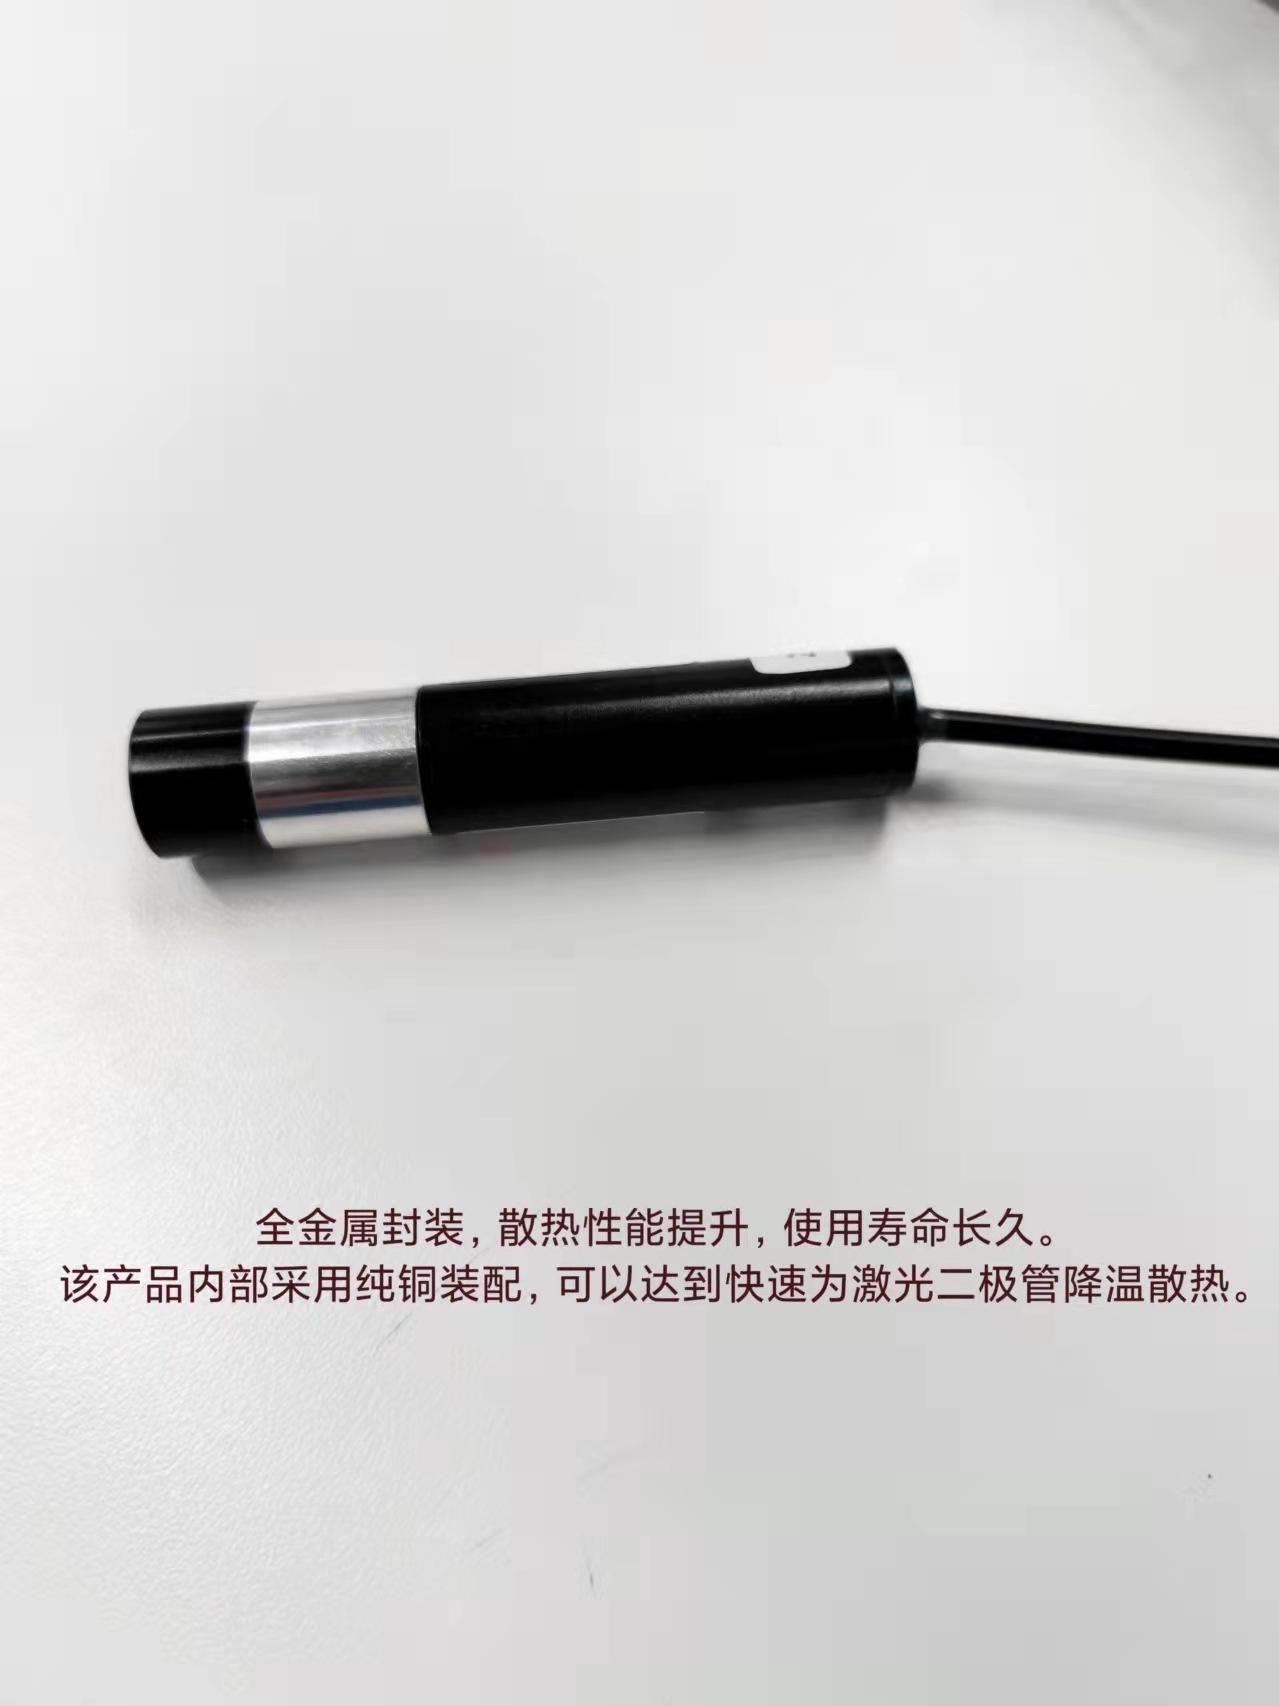 全金属封装，散热性能提升，使用寿命长久。
该产品内部采用纯铜装配，可以达到快速为激光二极管降温散热。